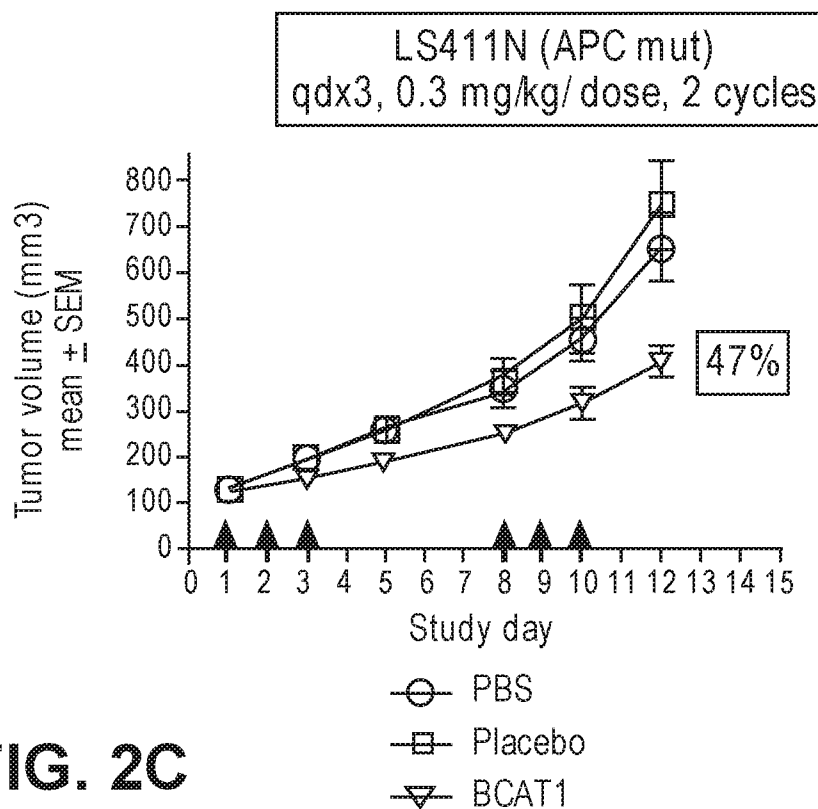 LS411N (APC mut)
qdx3, 0.3 mg/kg/ dose, 2 cycles
Tumor volume (mm3)
mean ± SEM
800
700
600
500
400
300
200
100
0
47%
0 1 2 3 4 5 6 7 8 9 10 11 12 13 14 15
Study day
PBS
Placebo
BCAT1
FIG. 2C